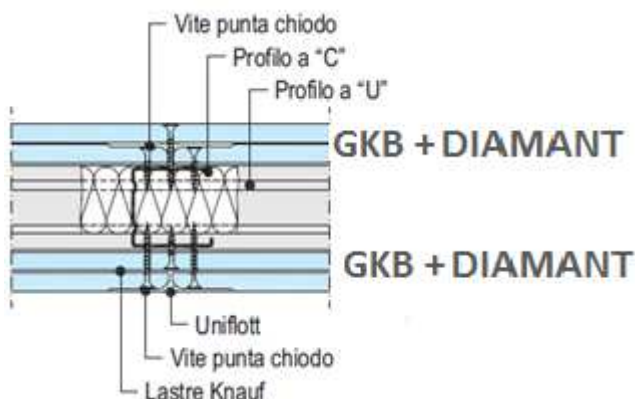 Vite punta chiodo
Profilo a “C”
Profilo a “U”
GKB + DIAMANT
GKB + DIAMANT
Uniflott
Vite punta chiodo
Lastre Knauf